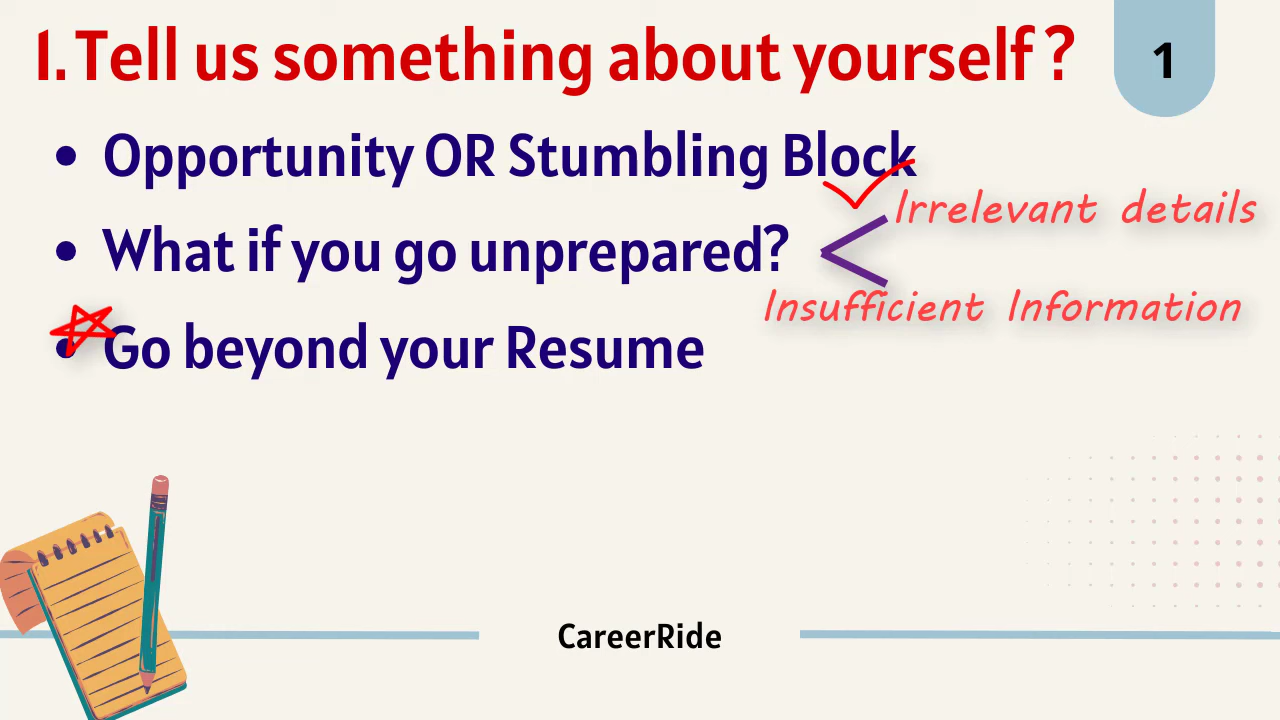 1. Tell us something about yourself ?
1
• Opportunity OR Stumbling Block
Irrelevant details
• What if you go unprepared?
Insufficient Information
• Go beyond your Resume
CareerRide